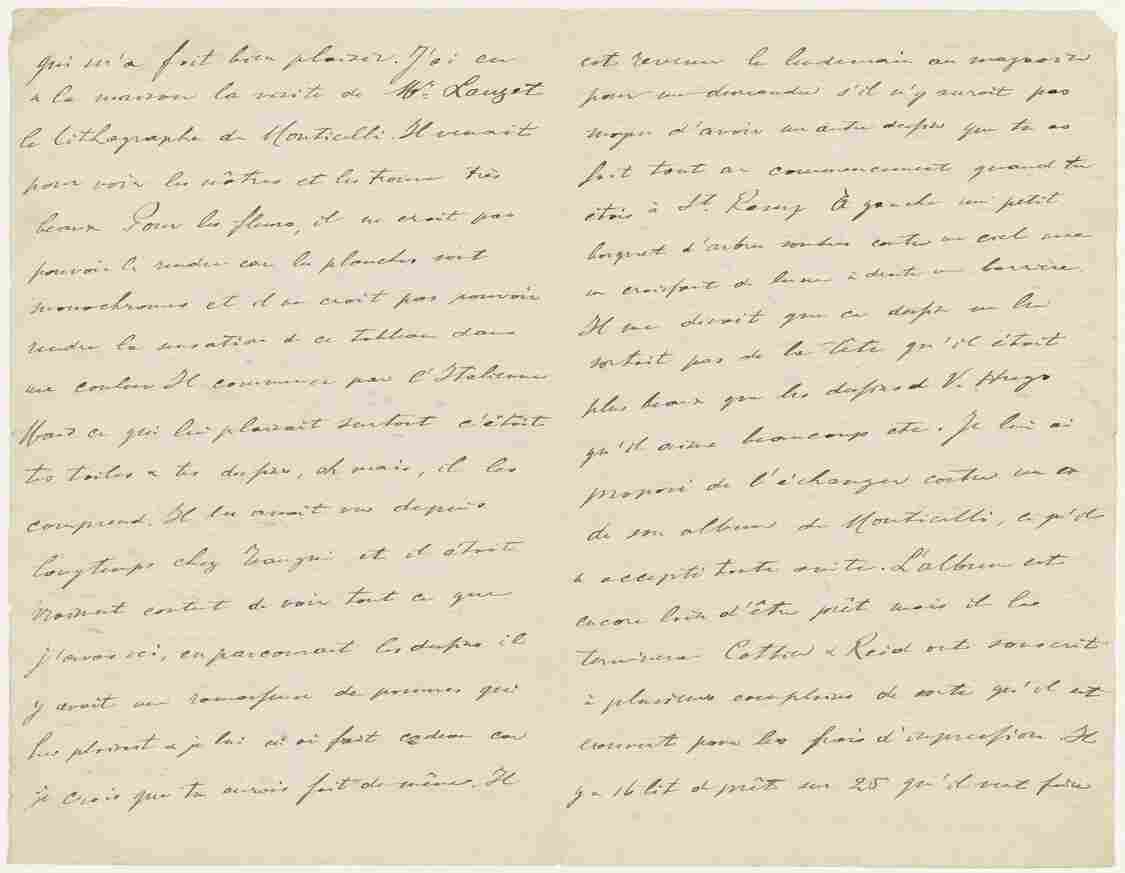 qui m'a fait bien plaisir. J'ai eu
à la maison la visite de Mr. Lauzet
le lithographe de Monticelli. Il venait
pour voir les nôtres et les trouve très
beaux. Pour les fleurs, il ne croit pas
pouvoir le rendre car les planches sont
monochromes et il ne croit pas pouvoir
rendre la sensation de ce tableau dans
une couleur. Il commence par l'Italienne
Mais ce qui lui plaisait surtout c'était
tes toiles & tes dessins, ah mais, il les
comprend. Il les avait vu depuis
longtemps chez Tangui et il était
vraiment content de voir tout ce que
j'avais ici, en parcourant les dessins il
y avait une ramasseuse de pommes qui
lui plaisait & je lui en ai fait cadeau car
je crois que tu aurais fait de même. Il
est revenu le lendemain au magasin
pour me demander s'il n'y aurait pas
moyen d'avoir un autre dessin que tu as
fait tout au commencement quand tu
étais à St. Remy À gauche un petit
bosquet d'arbres sombres contre un ciel avec
un croissant de lune à droite une barrière.
Il me disait que ce dessin ne lui
sortait pas de la tête qu'il était
plus beaux que les dessins d V. Hugo
qu'il aime beaucoup etc. Je lui ai
proposé de l'échanger contre un ex
de son album de Monticelli, ce qu'il
a accepté toute suite. L'album est
encore loin d'être prêt mais il les
terminera Cottier & Reid ont souscrit
à plusieurs exemplaires de sorte qu'il est
couvert pour les frais d'impression. Il
y a 16 lith de prêt sur 25 qu'il veut faire